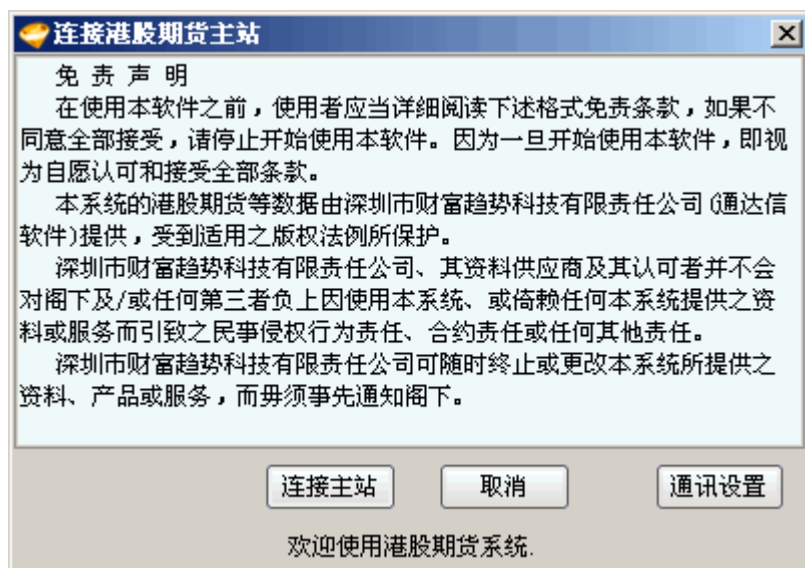 连接港股期货主站
免 责 声 明
在使用本软件之前，使用者应当详细阅读下述格式免责条款，如果不
同意全部接受，请停止开始使用本软件。因为一旦开始使用本软件，即视
为自愿认可和接受全部条款。
本系统的港股期货等数据由深圳市财富趋势科技有限责任公司(通达信
软件)提供，受到适用之版权法例所保护。
深圳市财富趋势科技有限责任公司、其资料供应商及其认可者并不会
对阁下及/或任何第三者负上因使用本系统、或倚赖任何本系统提供之资
料或服务而引致之民事侵权行为责任、合约责任或任何其他责任。
深圳市财富趋势科技有限责任公司可随时终止或更改本系统所提供之
资料、产品或服务，而毋须事先通知阁下。
连接主站 取消 通讯设置
欢迎使用港股期货系统.